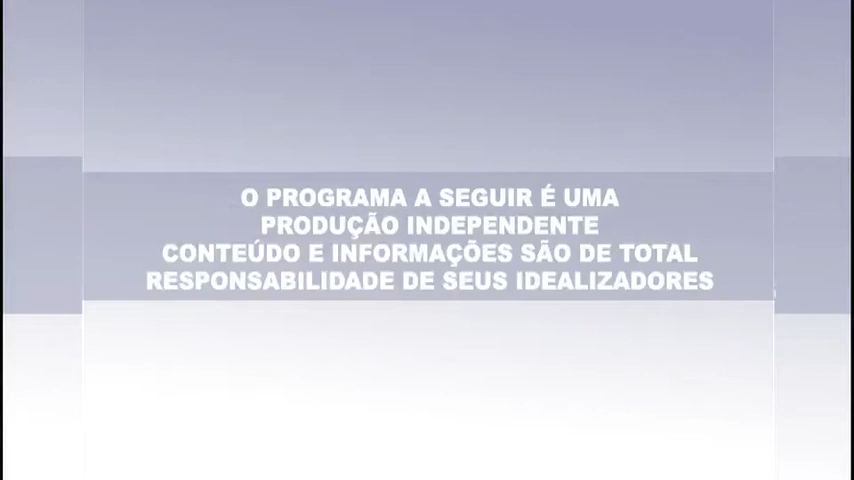 O PROGRAMA A SEGUIR É UMA
PRODUÇÃO INDEPENDENTE
CONTEÚDO E INFORMAÇÕES SÃO DE TOTAL
RESPONSABILIDADE DE SEUS IDEALIZADORES